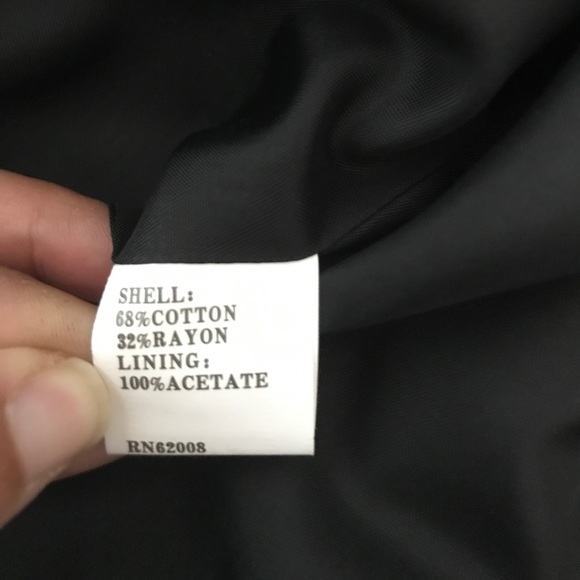 SHELL:
68%COTTON
32%RAYON
LINING:
100%ACETATE
RN62008